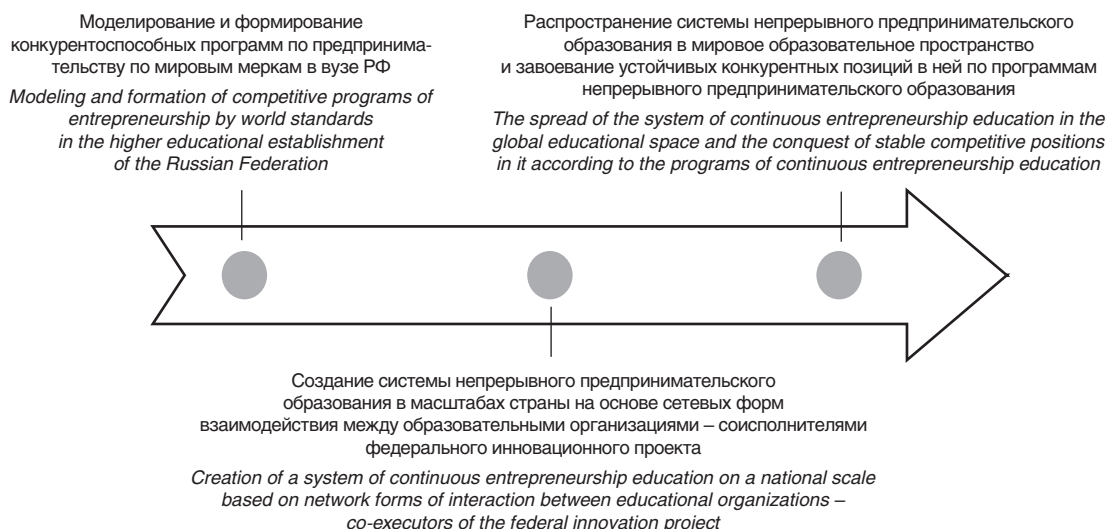 Моделирование и формирование
конкурентоспособных программ по предпринима-
тельству по мировым меркам в вузе РФ
Modeling and formation of competitive programs of
entrepreneurship by world standards
in the higher educational establishment
of the Russian Federation
Распространение системы непрерывного предпринимательского
образования в мировое образовательное пространство
и завоевание устойчивых конкурентных позиций в ней по программам
непрерывного предпринимательского образования
The spread of the system of continuous entrepreneurship education in the
global educational space and the conquest of stable competitive positions
in it according to the programs of continuous entrepreneurship education
Создание системы непрерывного предпринимательского
образования в масштабах страны на основе сетевых форм
взаимодействия между образовательными организациями – соисполнителями
федерального инновационного проекта
Creation of a system of continuous entrepreneurship education on a national scale
based on network forms of interaction between educational organizations –
co-executors of the federal innovation project